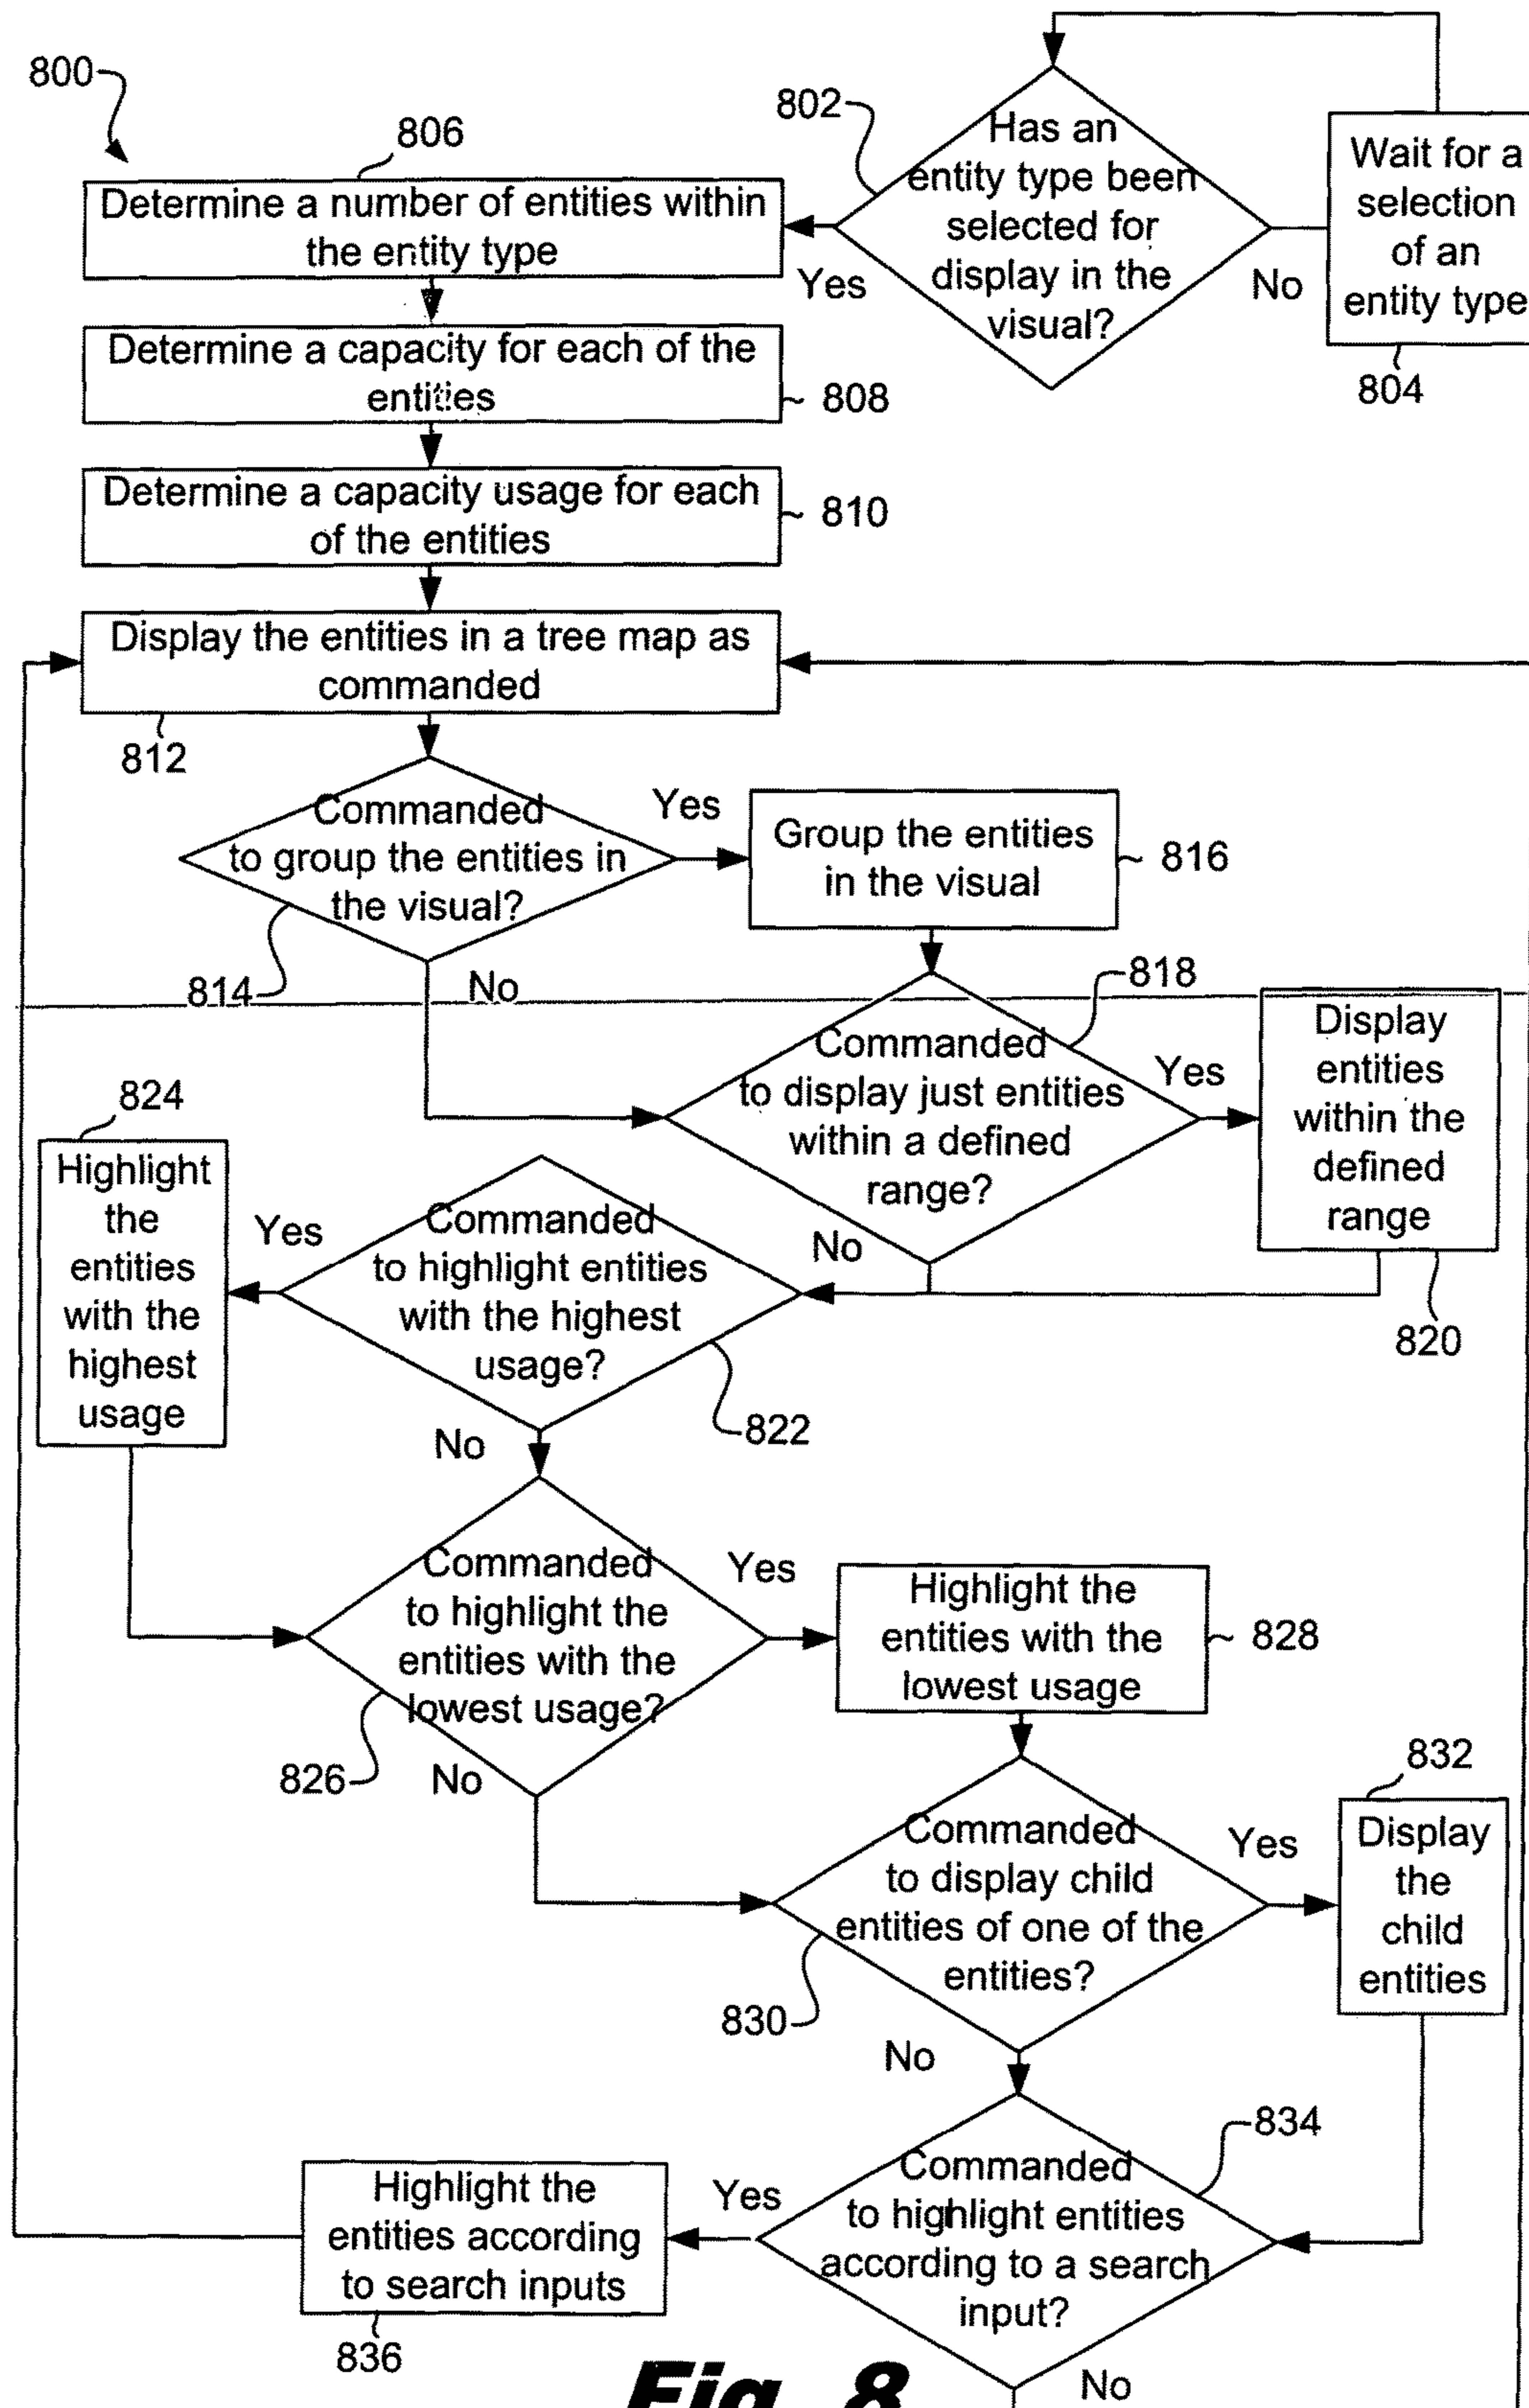 800
802
Has an
entity type been
selected for
display in the
visual?
Yes
No
Wait for a
selection
of an
entity type
804
806
Determine a number of entities within
the entity type
Determine a capacity for each of the
entities
808
Determine a capacity usage for each
of the entities
810
Display the entities in a tree map as
commanded
812
Commanded
to group the entities in
the visual?
814
Yes
No
Group the entities
in the visual
816
818
Commanded
to display just entities
within a defined
range?
Yes
No
Display
entities
within the
defined
range
820
Commanded
to highlight entities
with the highest
usage?
822
Yes
No
824
Highlight
the
entities
with the
highest
usage
Commanded
to highlight the
entities with the
lowest usage?
826
Yes
No
Highlight the
entities with the
lowest usage
828
Commanded
to display child
entities of one of the
entities?
830
Yes
No
832
Display
the
child
entities
834
Commanded
to highlight entities
according to a search
input?
Yes
No
Highlight the
entities according
to search inputs
836
Fig. 8